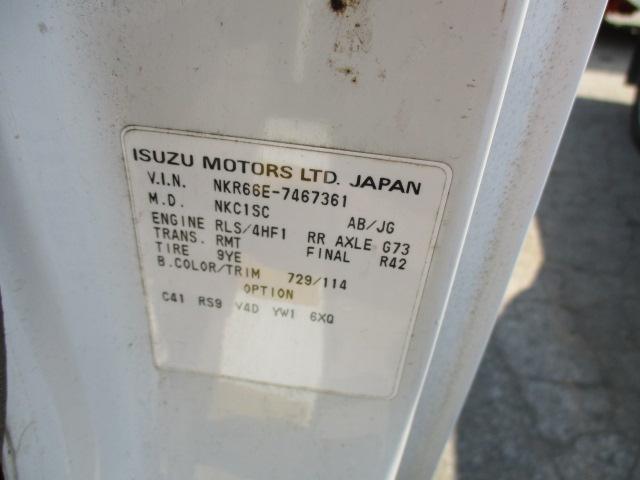 ISUZU MOTORS LTD. JAPAN
V.I.N. NKR66E-7467361
M.D. NKC1SC AB/JG
ENGINE RLS/4HF1 RR AXLE G73
TRANS. RMT FINAL R42
TIRE 9YE
B.COLOR/TRIM 729/114
OPTION
C41 RS9 V4D YW1 6XQ